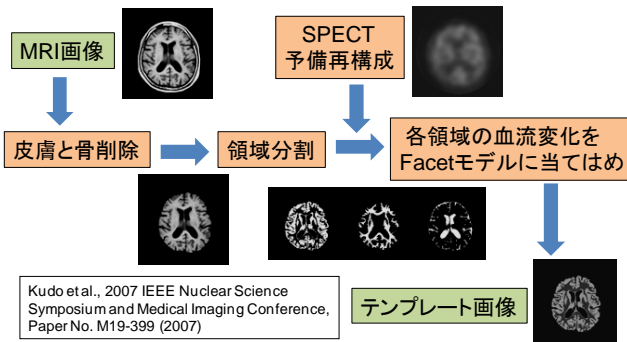 MRI画像
SPECT
予備再構成
皮膚と骨削除
領域分割
各領域の血流変化を
Facetモデルに当てはめ
Kudo et al., 2007 IEEE Nuclear Science
Symposium and Medical Imaging Conference,
Paper No. M19-399 (2007)
テンプレート画像